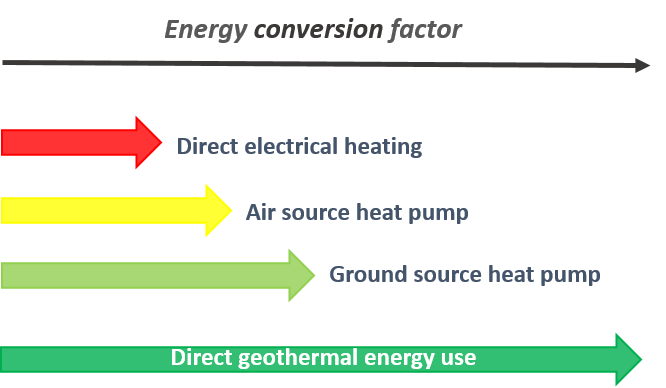 Energy conversion factor
Direct electrical heating
Air source heat pump
Ground source heat pump
Direct geothermal energy use